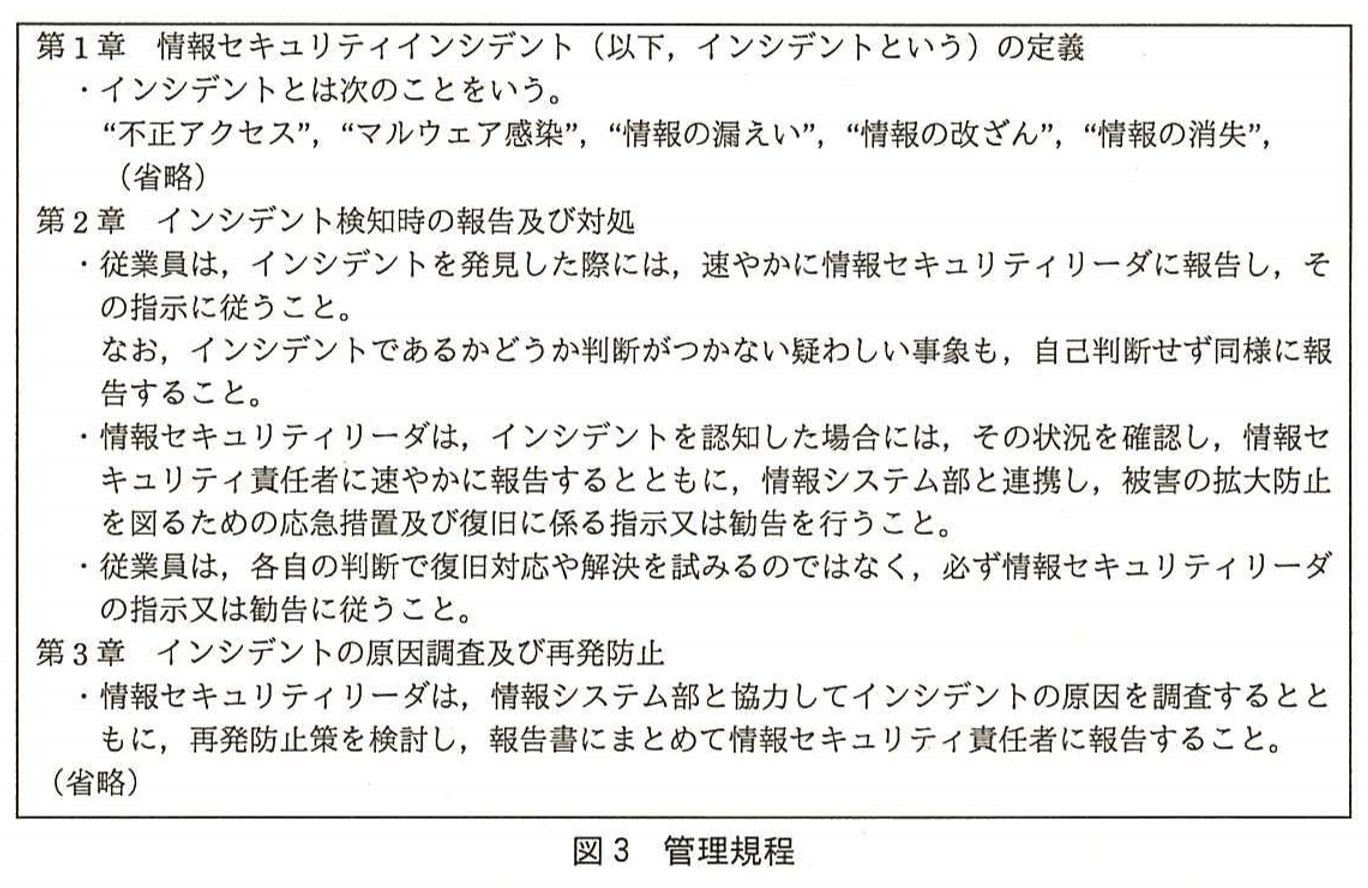 第1章　情報セキュリティインシデント（以下，インシデントという）の定義
・インシデントとは次のことをいう。
“不正アクセス”，“マルウェア感染”，“情報の漏えい”，“情報の改ざん”，“情報の消失”，
（省略）
第2章　インシデント検知時の報告及び対処
・従業員は，インシデントを発見した際には，速やかに情報セキュリティリーダに報告し，そ
の指示に従うこと。
なお，インシデントであるかどうか判断がつかない疑わしい事象も，自己判断せず同様に報
告すること。
・情報セキュリティリーダは，インシデントを認知した場合には，その状況を確認し，情報セ
キュリティ責任者に速やかに報告するとともに，情報システム部と連携し，被害の拡大防止
を図るための応急措置及び復旧に係る指示又は勧告を行うこと。
・従業員は，各自の判断で復旧対応や解決を試みるのではなく，必ず情報セキュリティリーダ
の指示又は勧告に従うこと。
第3章　インシデントの原因調査及び再発防止
・情報セキュリティリーダは，情報システム部と協力してインシデントの原因を調査するとと
もに，再発防止策を検討し，報告書にまとめて情報セキュリティ責任者に報告すること。
（省略）
図3　管理規程